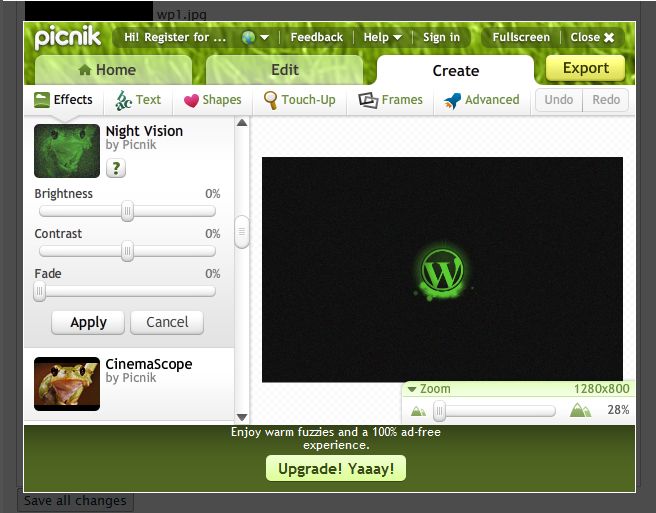 wp1.jpg
picnik Hi! Register for ... Feedback Help Sign in Fullscreen Close
Home Edit Create Export
Effects Text Shapes Touch-Up Frames Advanced Undo Redo
Night Vision
by Picnik
?
Brightness 0%
Contrast 0%
Fade 0%
Apply Cancel
CinemaScope
by Picnik
W
Zoom 1280x800
28%
Enjoy warm fuzzies and a 100% ad-free
experience.
Upgrade! Yaaay!
Save all changes